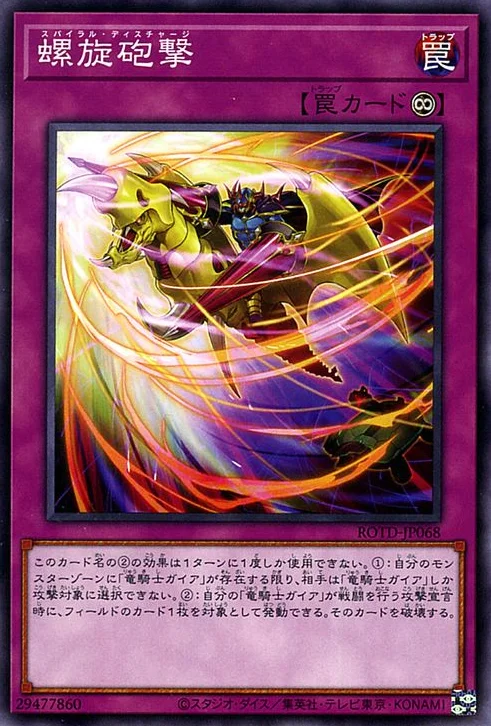 スパイラル・ディスチャージ
螺旋砲撃
トラップ
罠
トラップ
【罠カード】
ROTD-JP068
このカード名の②の効果は1ターンに1度しか使用できない。①：自分のモ
ンスターゾーンに「竜騎士ガイア」が存在する限り、相手は「竜騎士ガイア」しか
攻撃対象に選択できない。②：自分の「竜騎士ガイア」が戦闘を行う攻撃宣言
時に、フィールドのカード1枚を対象として発動できる。そのカードを破壊する。
29477860
©スタジオ・ダイス／集英社・テレビ東京・KONAMI